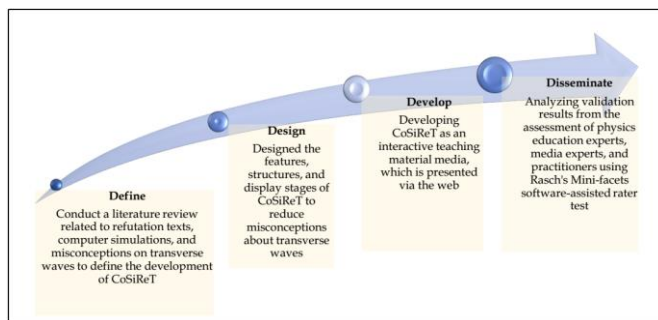 Define
Conduct a literature review
related to refutation texts,
computer simulations, and
misconceptions on transverse
waves to define the development
of CoSiReT
Design
Designed the
features,
structures, and
display stages of
CoSiReT to
reduce
misconceptions
about transverse
waves
Develop
Developing
CoSiReT as an
interactive teaching
material media,
which is presented
via the web
Disseminate
Analyzing validation
results from the
assessment of physics
education experts,
media experts, and
practitioners using
Rasch's Mini-facets
software-assisted rater
test